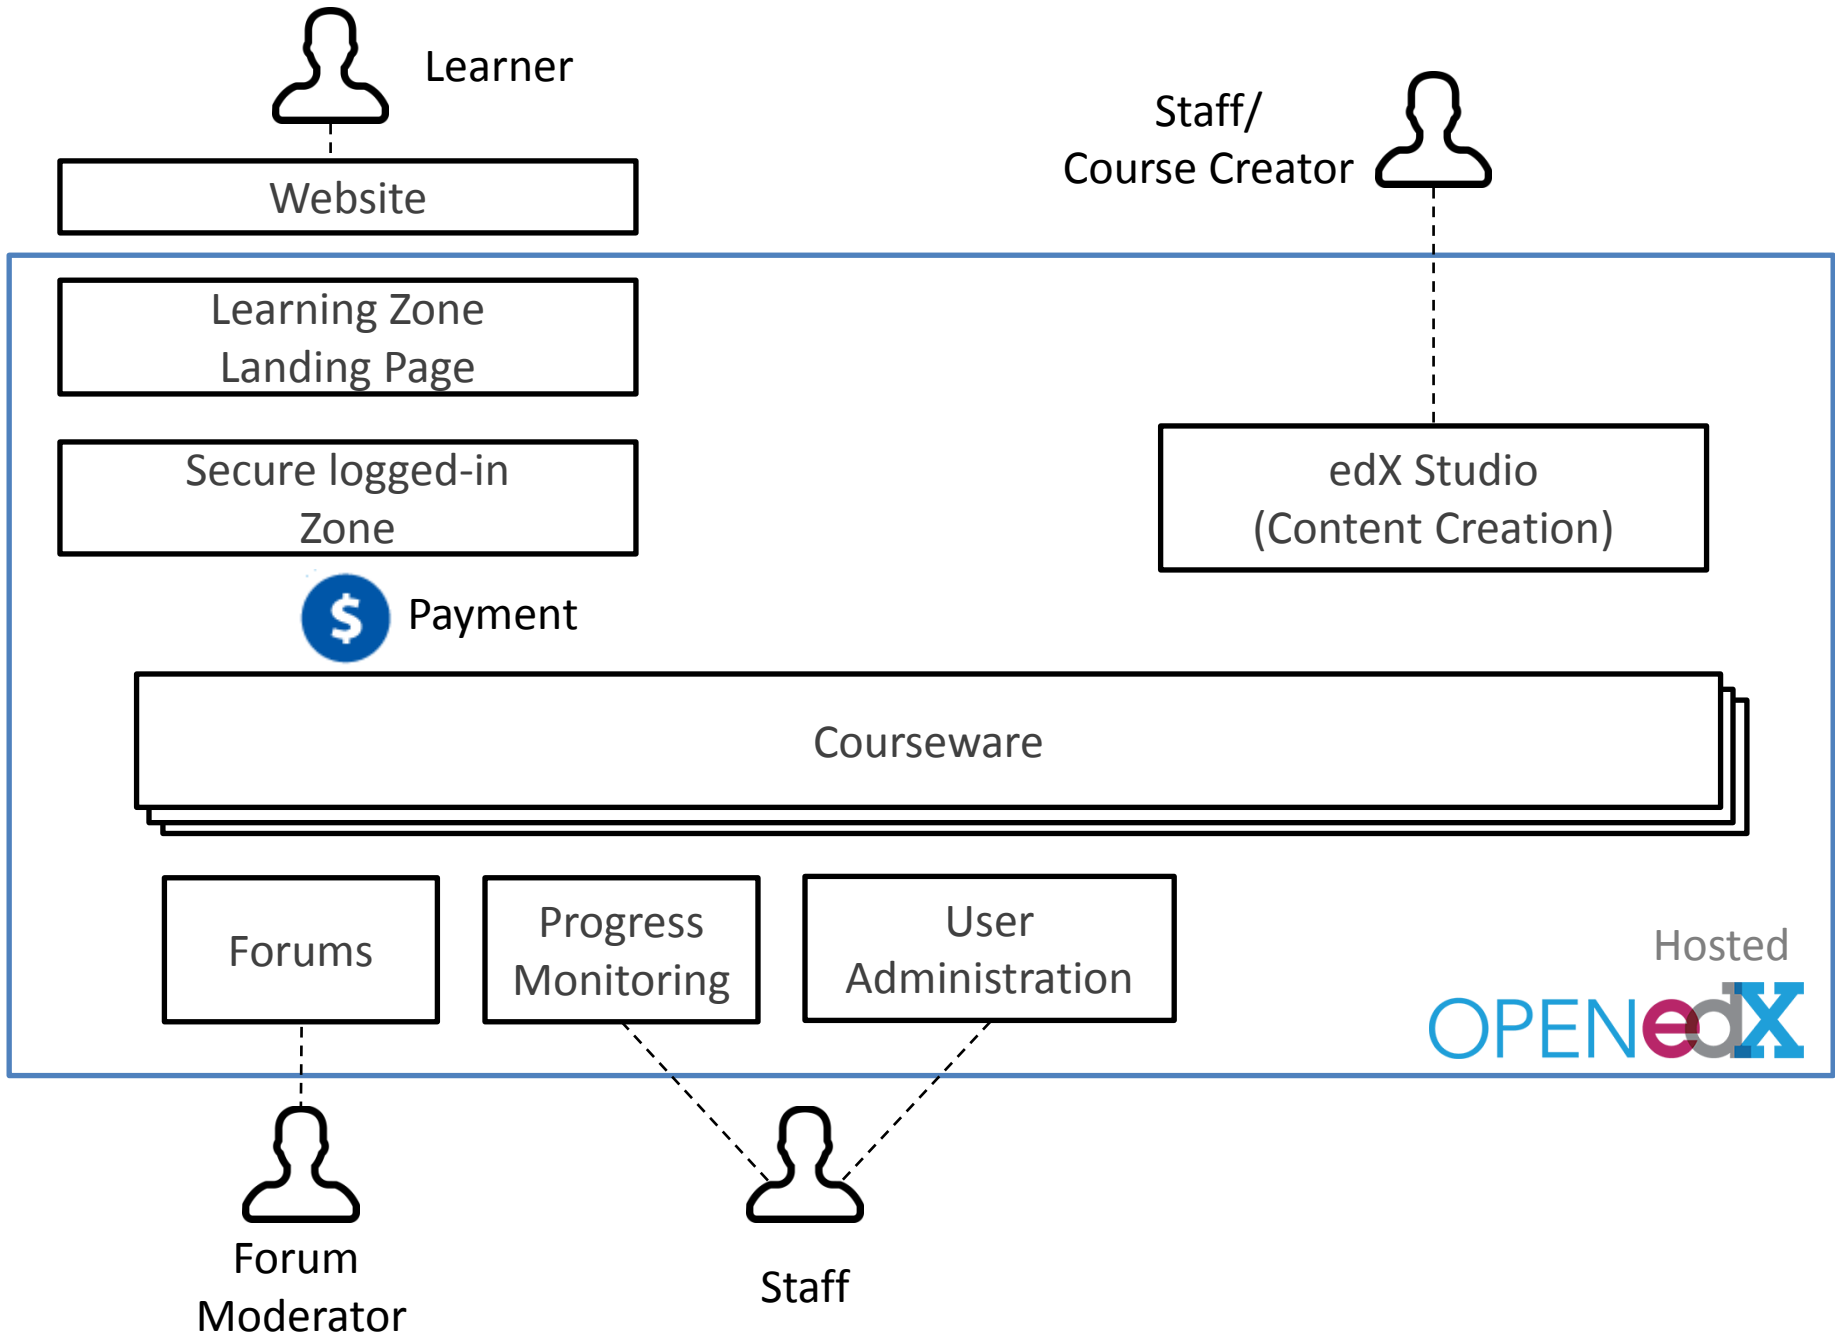 Learner
Staff/
Course Creator
Website
Learning Zone
Landing Page
Secure logged-in
Zone
edX Studio
(Content Creation)
$
Payment
Courseware
Forums
Progress
Monitoring
User
Administration
Hosted
OPENedX
Forum
Moderator
Staff